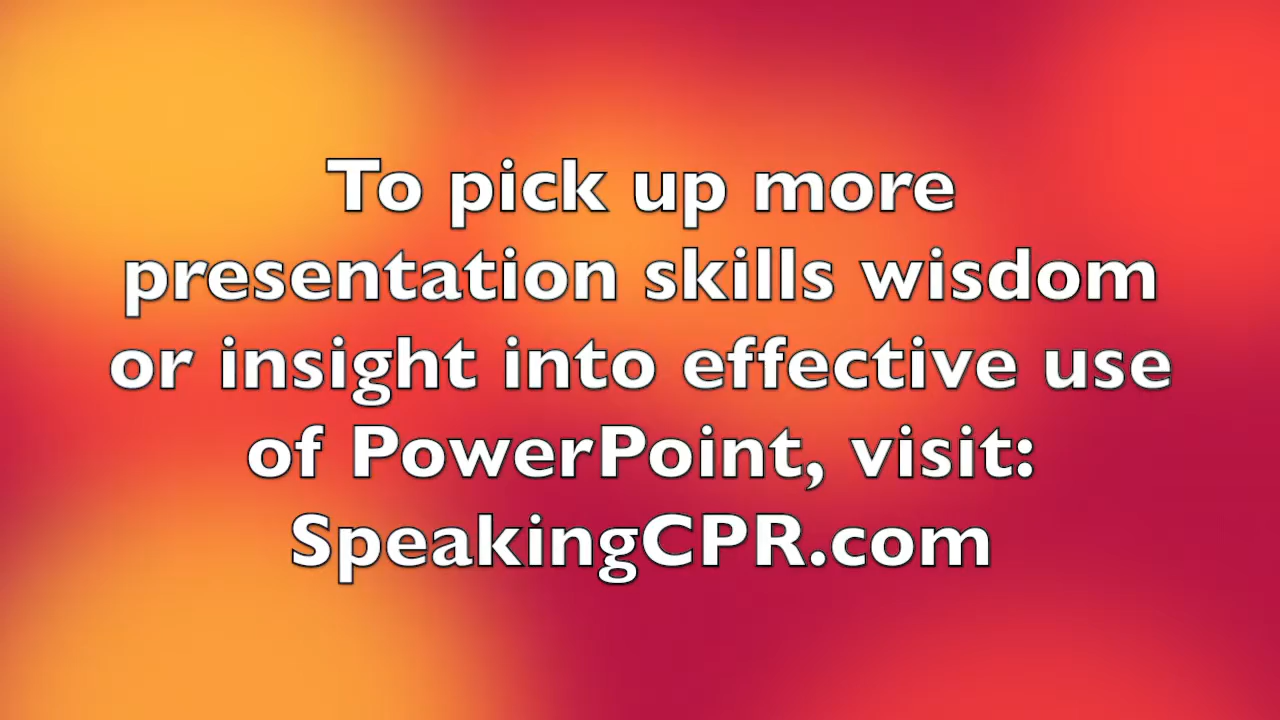 To pick up more
presentation skills wisdom
or insight into effective use
of PowerPoint, visit:
SpeakingCPR.com